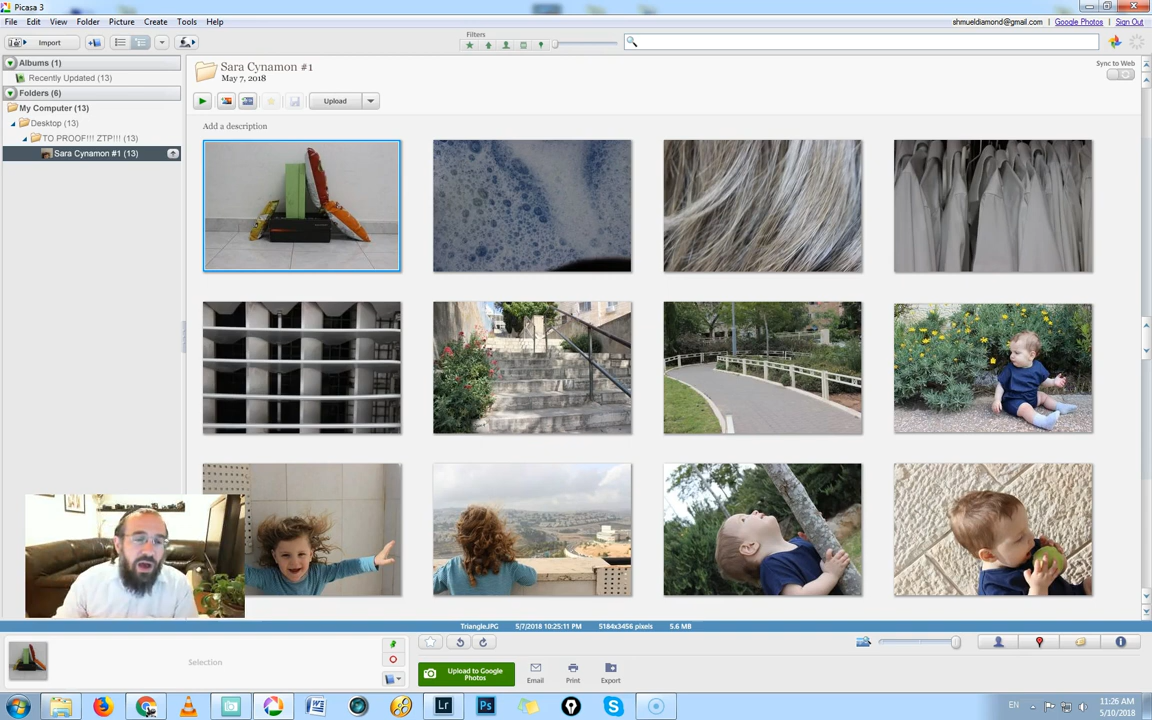 Picasa 3
File Edit View Folder Picture Create Tools Help
shmueldiamond@gmail.com | Google Photos | Sign Out
Import
Filters
Albums (1)
Recently Updated (13)
Folders (6)
My Computer (13)
Desktop (13)
TO PROOF!!! ZTP!!! (13)
Sara Cynamon #1 (13)
Sara Cynamon #1
May 7, 2018
Sync to Web
Upload
Add a description
Triangle.JPG 5/7/2018 10:25:11 PM 5184x3456 pixels 5.6 MB
Selection
Upload to Google Photos
Email
Print
Export
W
Lr
Ps
S
EN
11:26 AM
5/10/2018